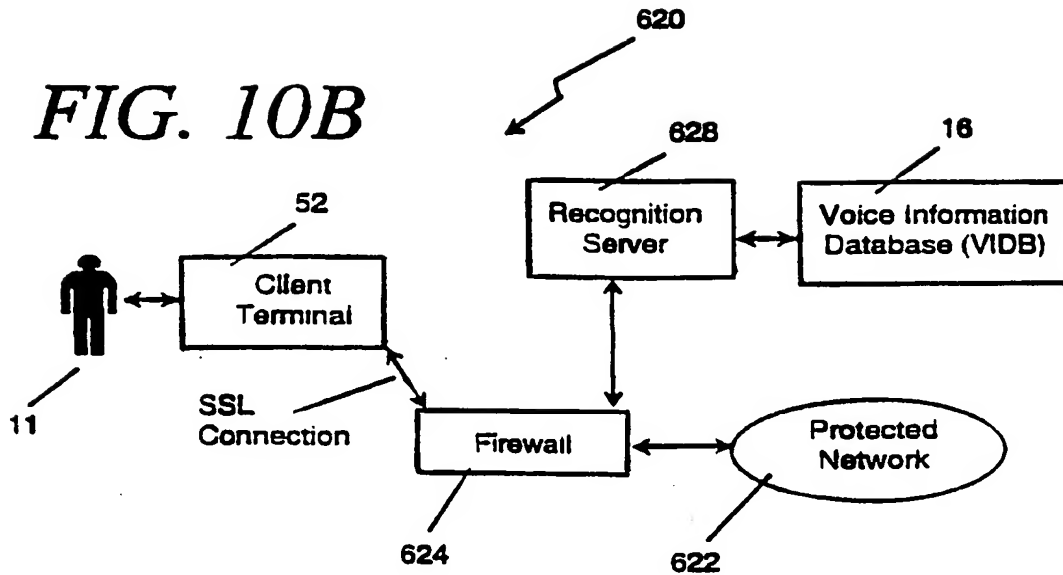 620
FIG. 10B
628
16
52
Recognition
Server
Voice Information
Database (VIDB)
Client
Terminal
11
SSL
Connection
Firewall
Protected
Network
624
622